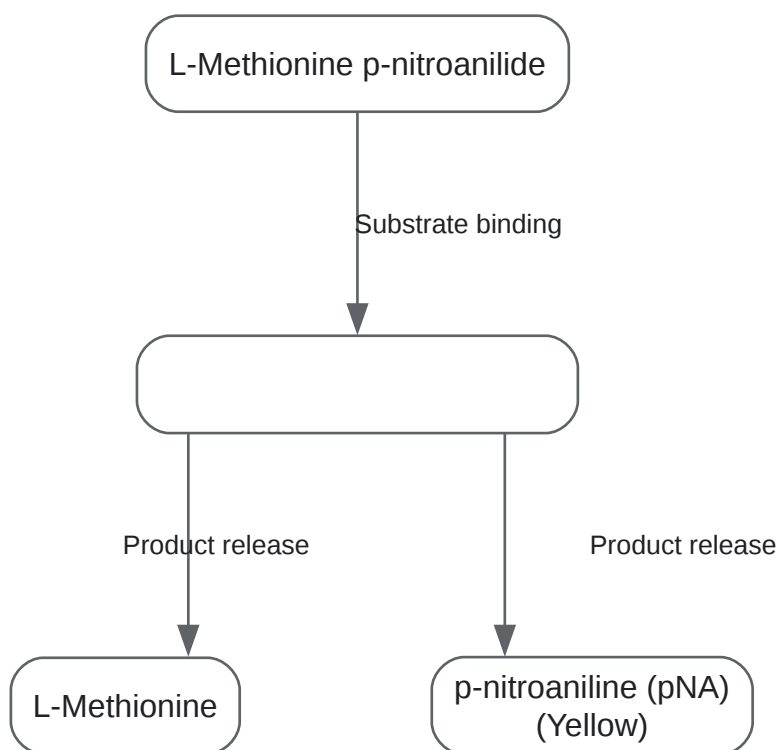 L-Methionine p-nitroanilide
Substrate binding
Product release
Product release
L-Methionine
p-nitroaniline (pNA)
(Yellow)